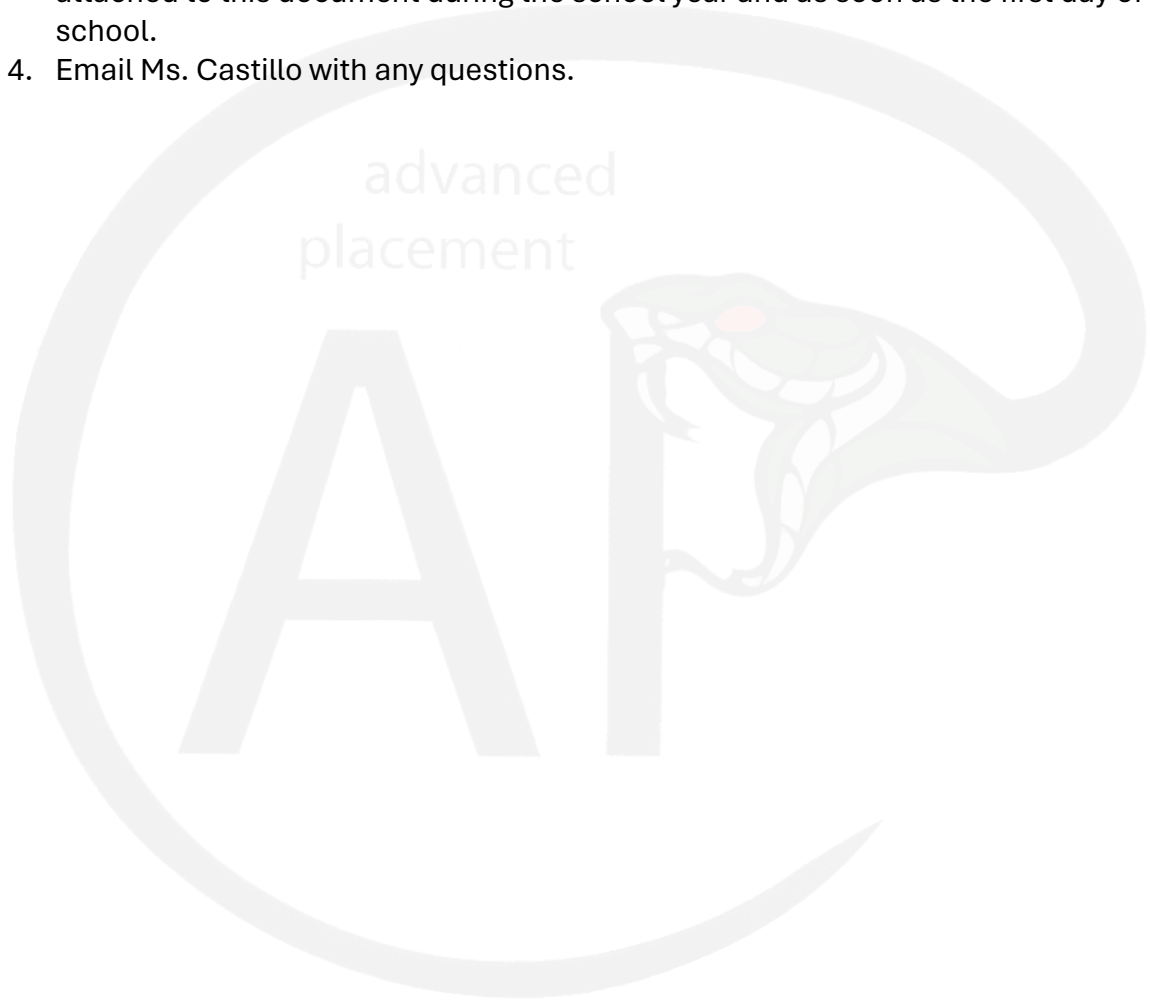 attached to this document during the school year and as soon as the first day of
school.
4. Email Ms. Castillo with any questions.
advanced
placement
AP